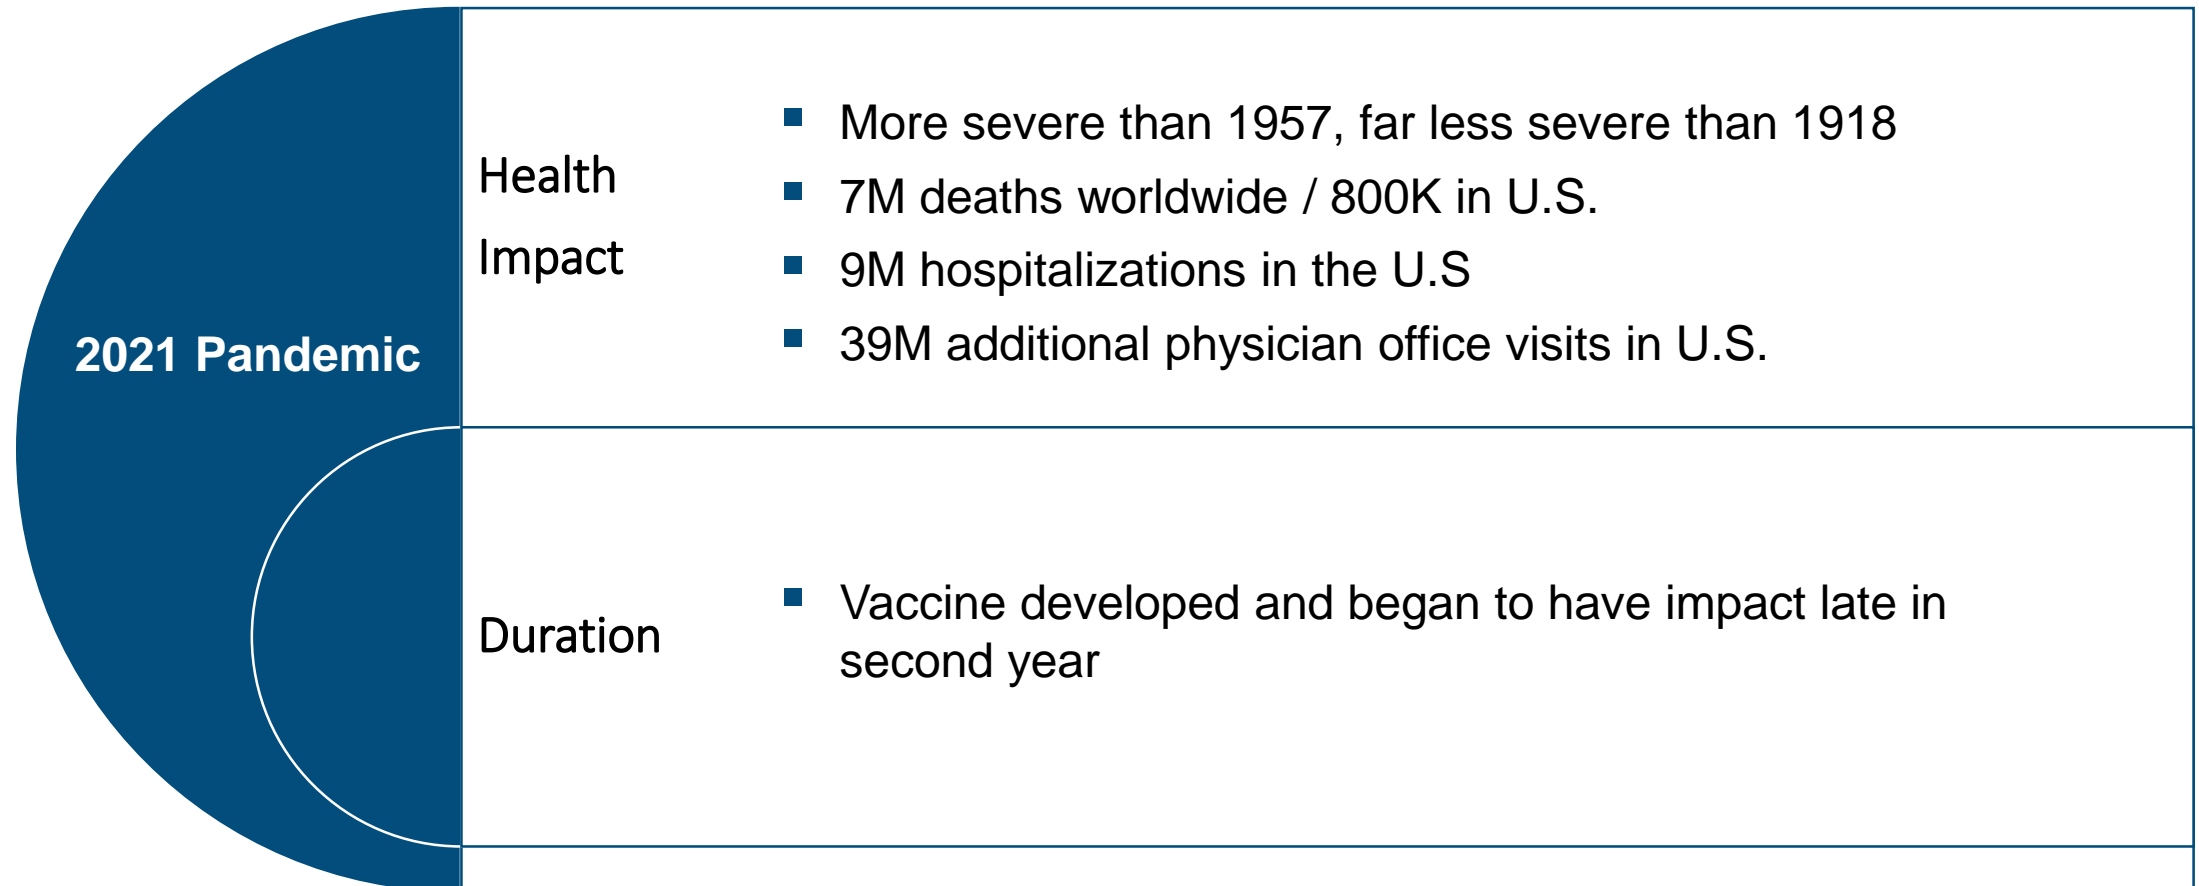 2021 Pandemic
Health
Impact
▪ More severe than 1957, far less severe than 1918
▪ 7M deaths worldwide / 800K in U.S.
▪ 9M hospitalizations in the U.S
▪ 39M additional physician office visits in U.S.
Duration
▪ Vaccine developed and began to have impact late in
second year